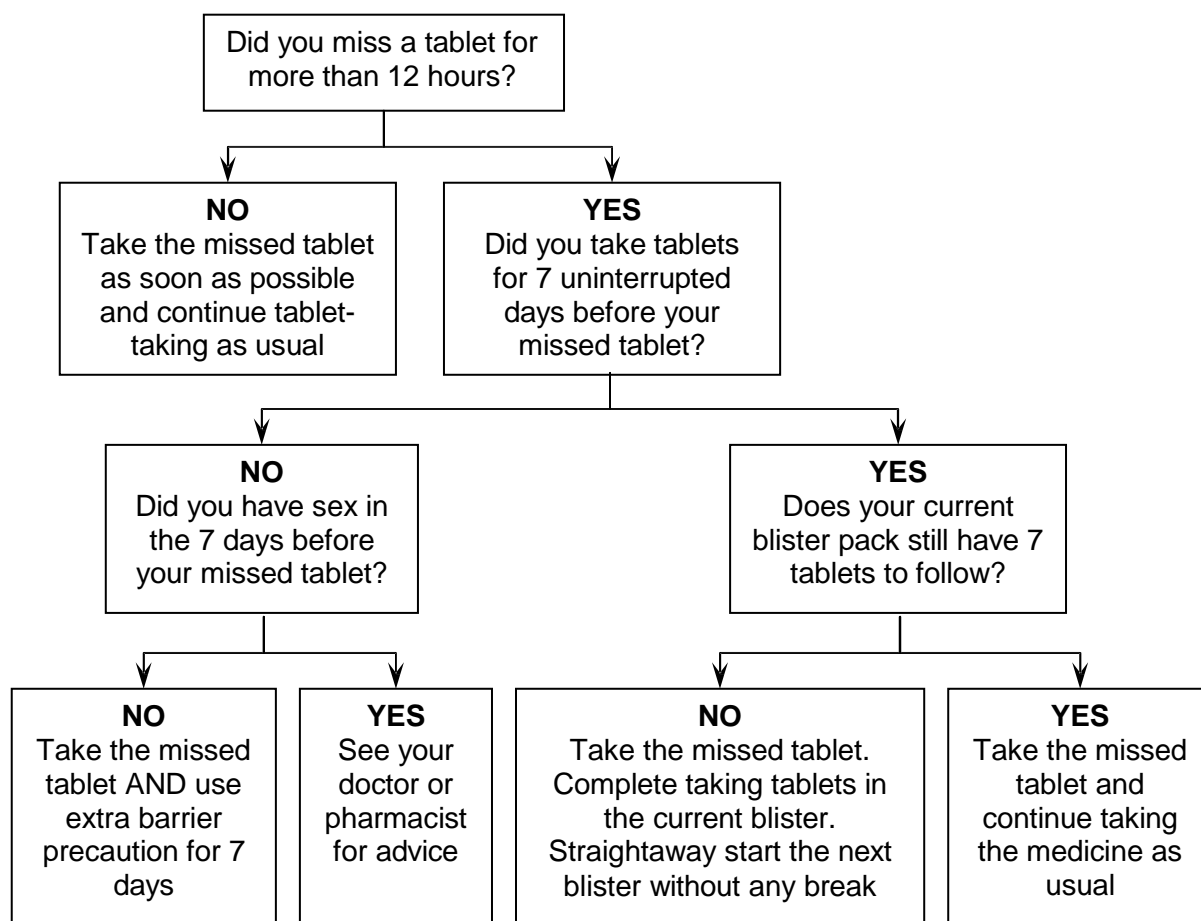 Did you miss a tablet for
more than 12 hours?
NO
Take the missed tablet
as soon as possible
and continue tablet-
taking as usual
YES
Did you take tablets
for 7 uninterrupted
days before your
missed tablet?
NO
Did you have sex in
the 7 days before
your missed tablet?
YES
Does your current
blister pack still have 7
tablets to follow?
NO
Take the missed
tablet AND use
extra barrier
precaution for 7
days
YES
See your
doctor or
pharmacist
for advice
NO
Take the missed tablet.
Complete taking tablets in
the current blister.
Straightaway start the next
blister without any break
YES
Take the missed
tablet and
continue taking
the medicine as
usual